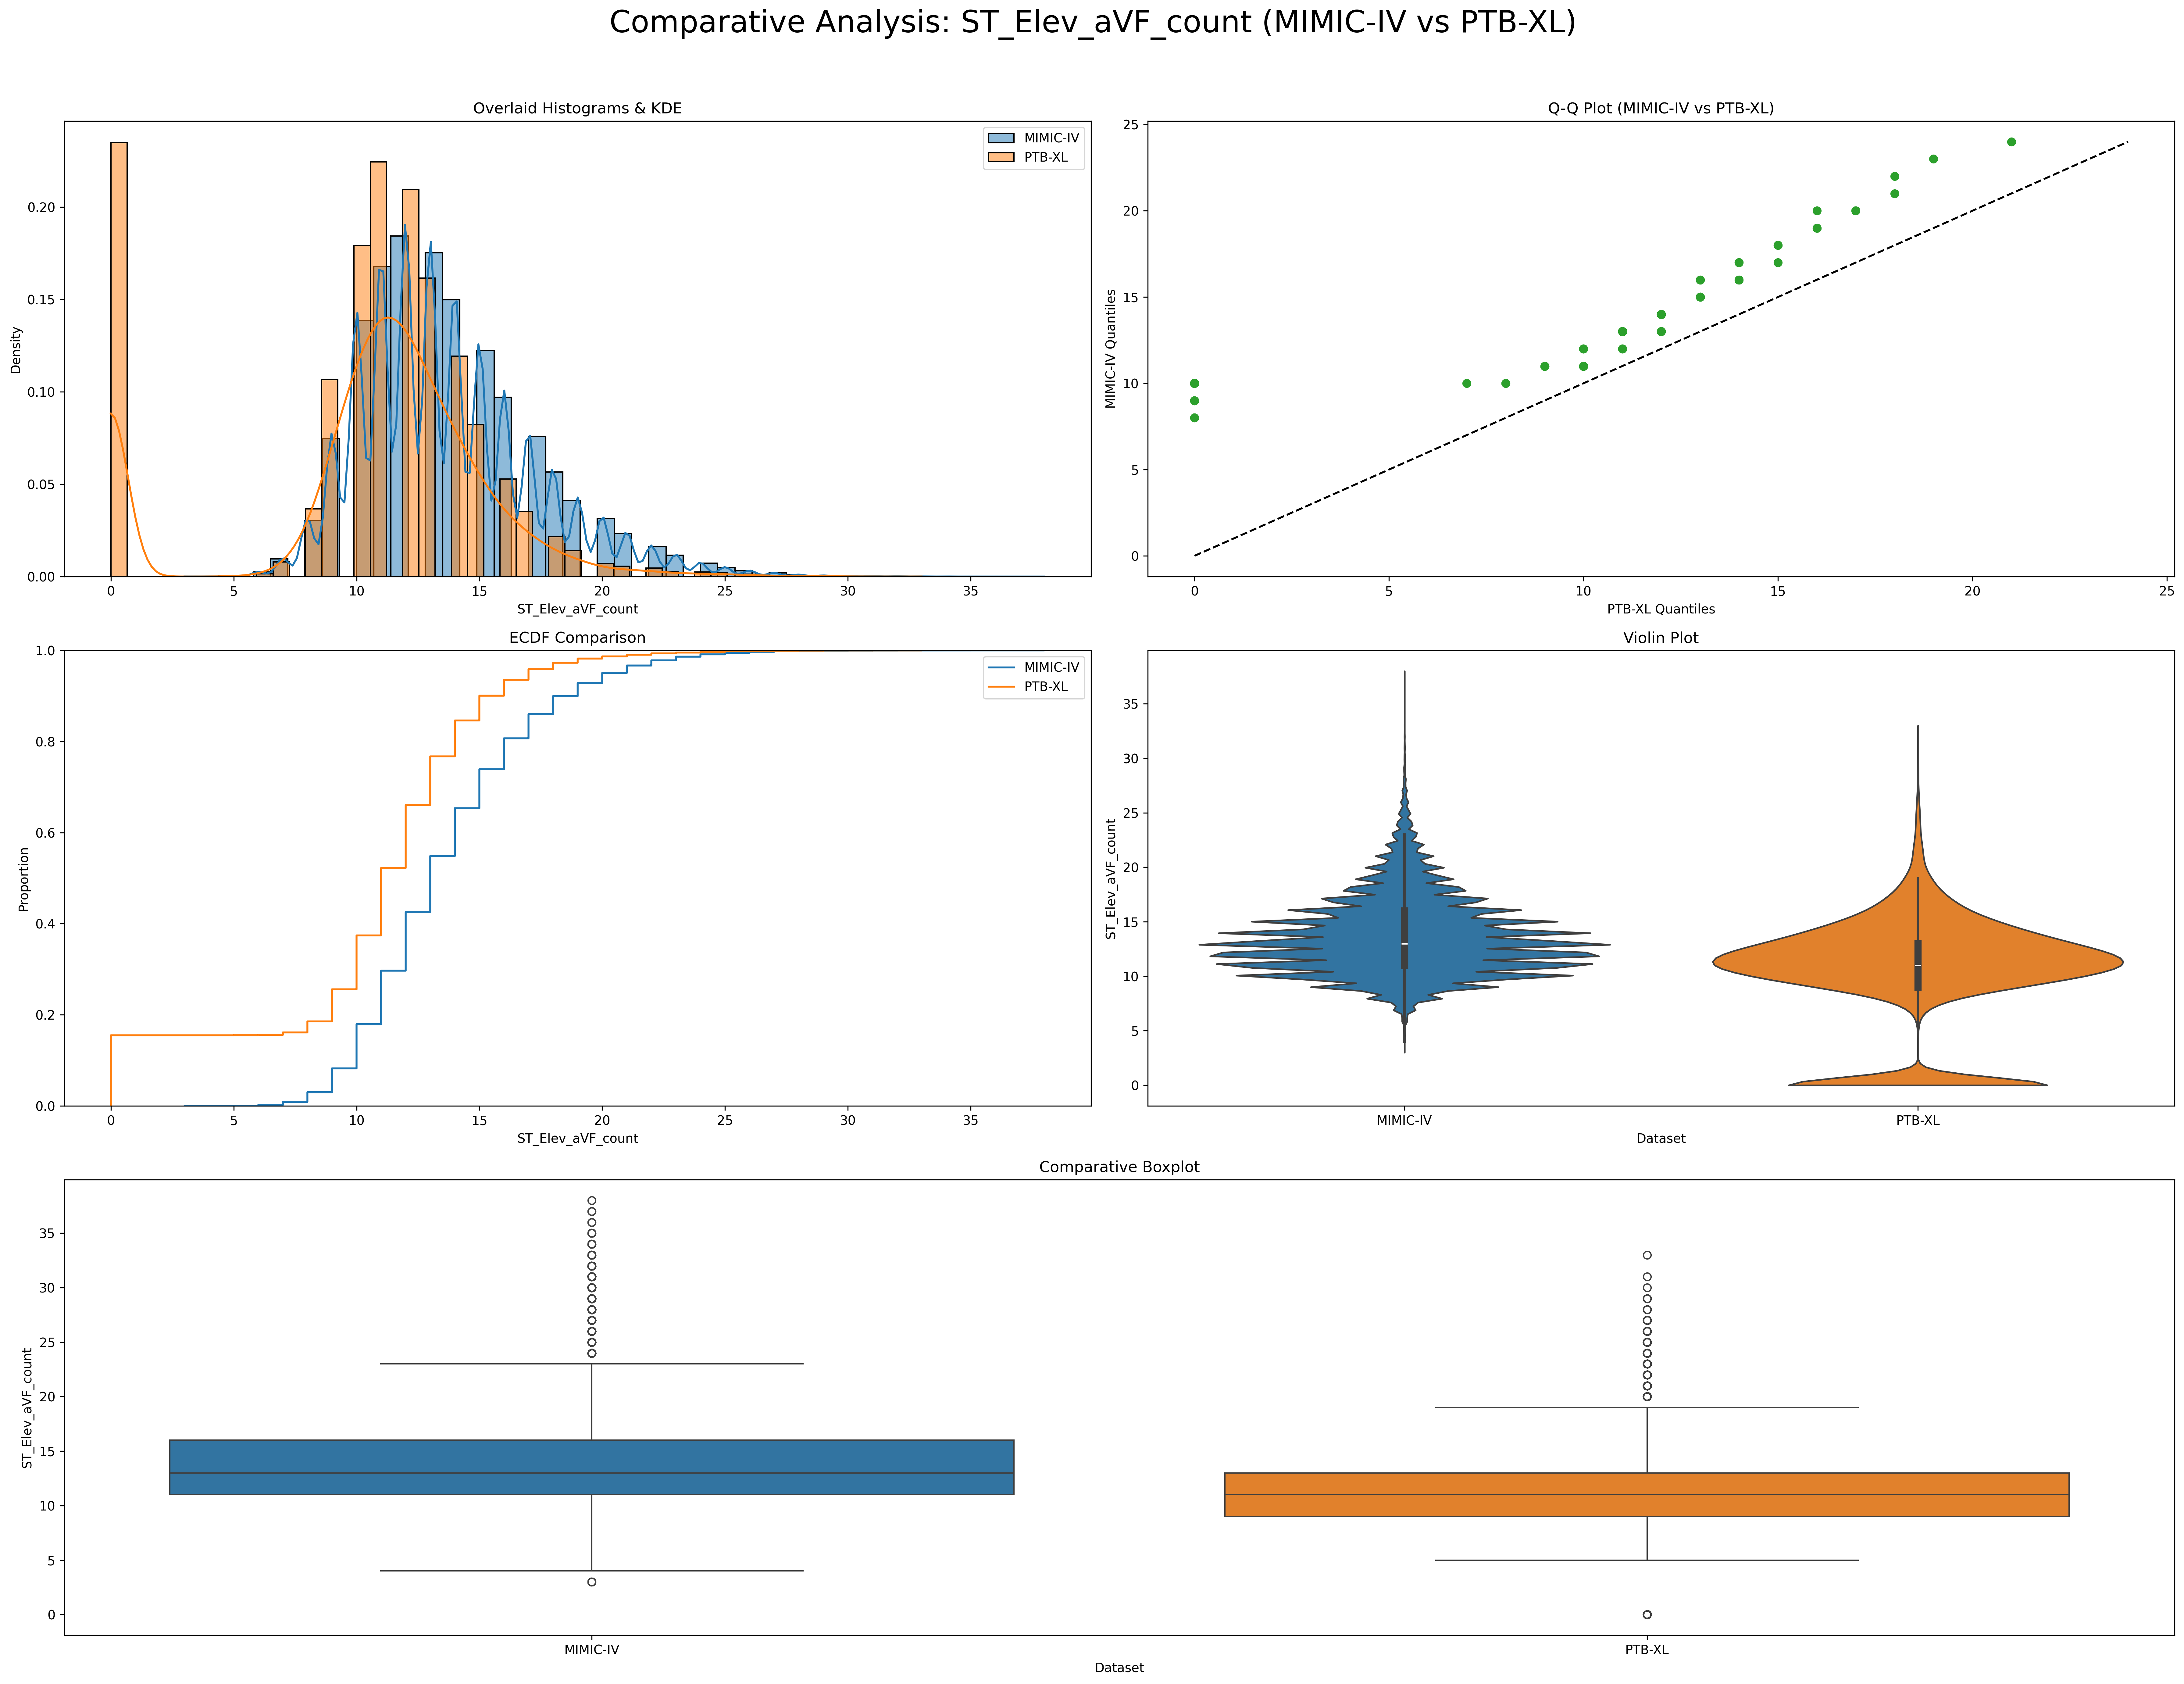 Comparative Analysis: ST_Elev_aVF_count (MIMIC-IV vs PTB-XL)
Overlaid Histograms & KDE
MIMIC-IV
PTB-XL
Density
0.20
0.15
0.10
0.05
0.00
0 5 10 15 20 25 30 35
ST_Elev_aVF_count
Q-Q Plot (MIMIC-IV vs PTB-XL)
MIMIC-IV Quantiles
25
20
15
10
5
0
0 5 10 15 20 25
PTB-XL Quantiles
ECDF Comparison
MIMIC-IV
PTB-XL
Proportion
1.0
0.8
0.6
0.4
0.2
0.0
0 5 10 15 20 25 30 35
ST_Elev_aVF_count
Violin Plot
ST_Elev_aVF_count
35
30
25
20
15
10
5
0
MIMIC-IV PTB-XL
Dataset
Comparative Boxplot
ST_Elev_aVF_count
35
30
25
20
15
10
5
0
MIMIC-IV PTB-XL
Dataset